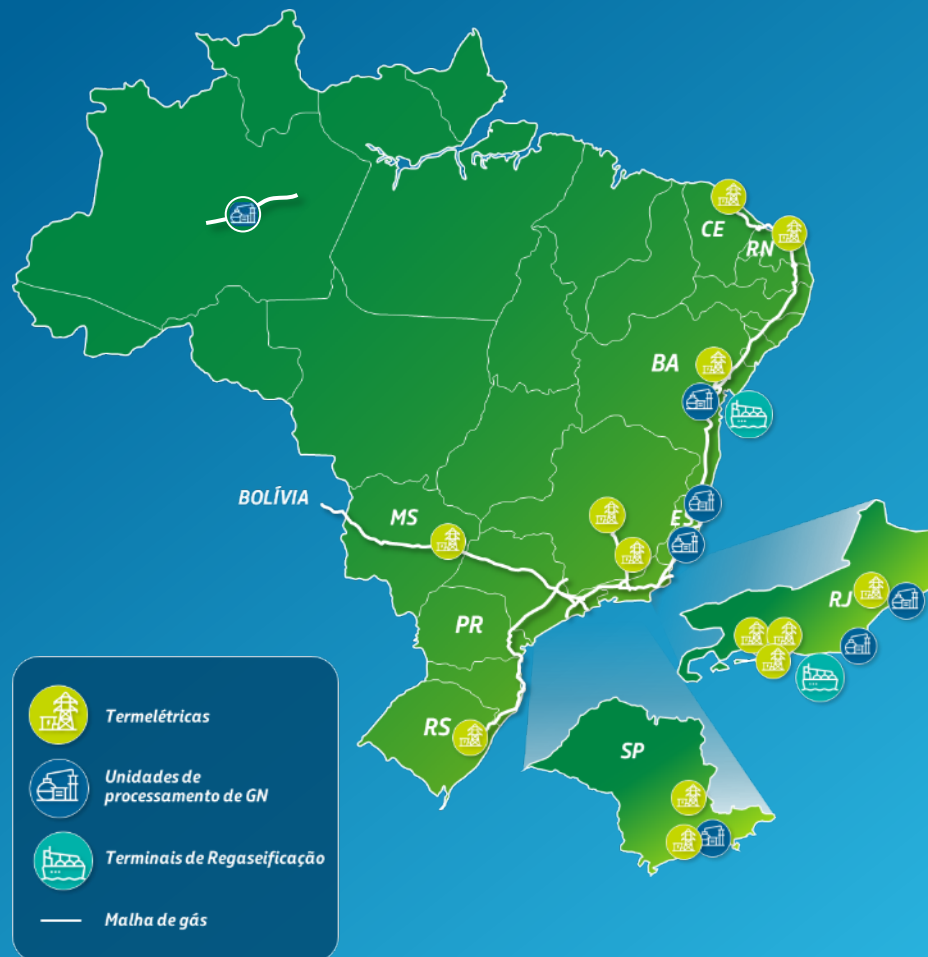 CE
RN
BA
BOLÍVIA
MS
ES
RJ
PR
RS
SP
Termelétricas
Unidades de
processamento de GN
Terminais de Regaseificação
Malha de gás